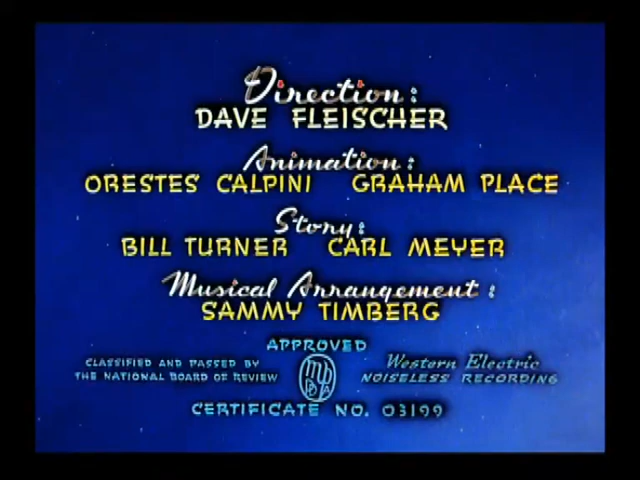 Direction:
DAVE FLEISCHER
Animation:
ORESTES CALPINI GRAHAM PLACE
Story:
BILL TURNER CARL MEYER
Musical Arrangement:
SAMMY TIMBERG
APPROVED
CLASSIFIED AND PASSED BY
THE NATIONAL BOARD OF REVIEW
MPPDA
Western Electric
NOISELESS RECORDING
CERTIFICATE NO. 03199